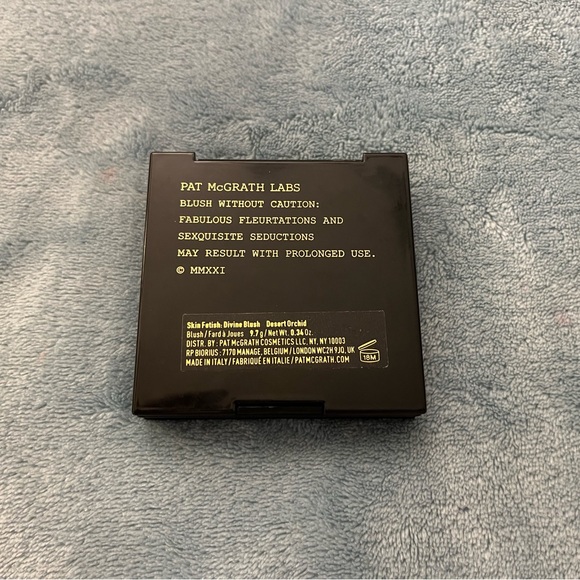 PAT McGRATH LABS
BLUSH WITHOUT CAUTION:
FABULOUS FLEURTATIONS AND
SEXQUISITE SEDUCTIONS
MAY RESULT WITH PROLONGED USE.
© MMXXI
Skin Fetish: Divine Blush Desert Orchid
Blush / Fard à Joues 9.7 g / Net Wt. 0.34 Oz.
DISTR. BY: PAT McGRATH COSMETICS LLC, NY, NY 10003
RP BIORIUS: 7170 MANAGE, BELGIUM / LONDON WC2H 9JQ, UK
MADE IN ITALY / FABRIQUÉ EN ITALIE / PATMCGRATH.COM
18M